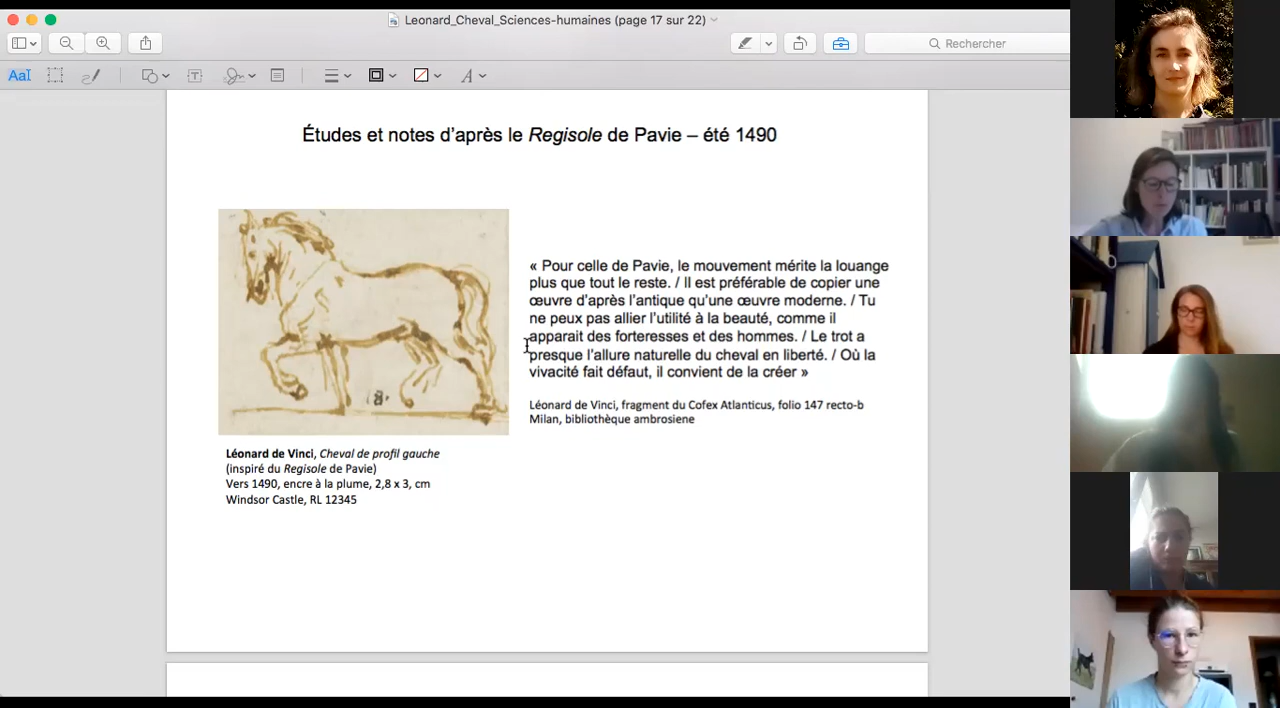 Leonard_Cheval_Sciences-humaines (page 17 sur 22)
Rechercher
AaI
T
A
Études et notes d'après le Regisole de Pavie – été 1490
« Pour celle de Pavie, le mouvement mérite la louange
plus que tout le reste. / Il est préférable de copier une
œuvre d'après l'antique qu'une œuvre moderne. / Tu
ne peux pas allier l'utilité à la beauté, comme il
apparait des forteresses et des hommes. / Le trot a
presque l'allure naturelle du cheval en liberté. / Où la
vivacité fait défaut, il convient de la créer »
Léonard de Vinci, fragment du Cofex Atlanticus, folio 147 recto-b
Milan, bibliothèque ambrosiene
Léonard de Vinci, Cheval de profil gauche
(inspiré du Regisole de Pavie)
Vers 1490, encre à la plume, 2,8 x 3, cm
Windsor Castle, RL 12345